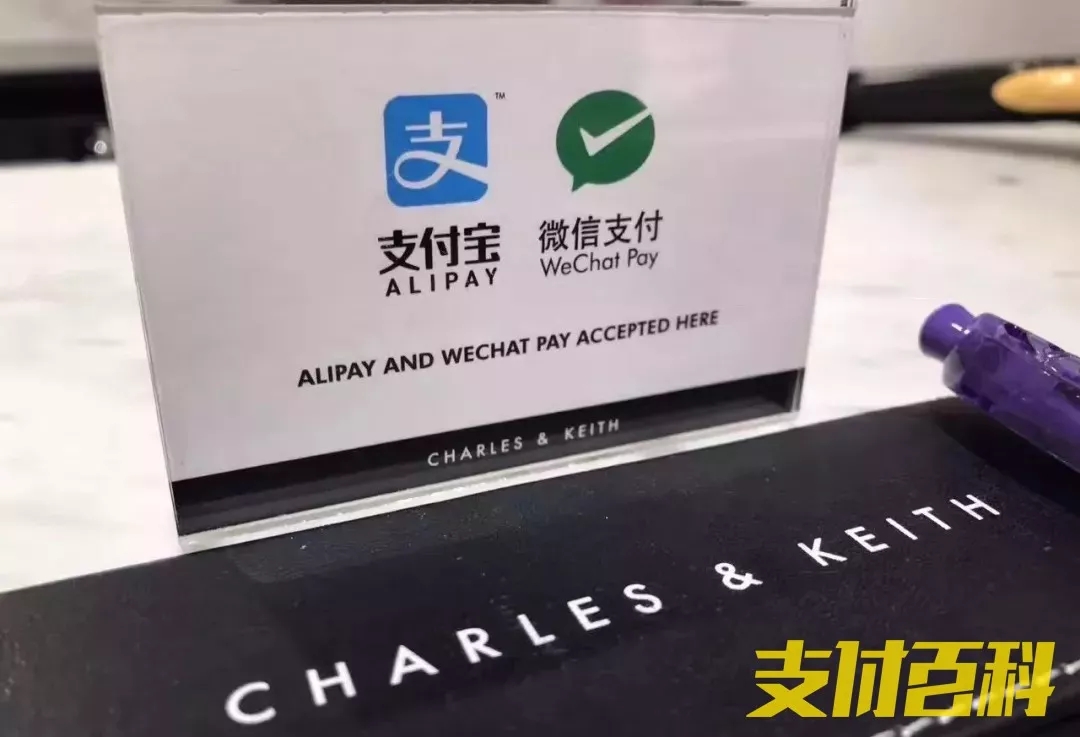 支
TM
支付宝
ALIPAY
微信支付
WeChat Pay
ALIPAY AND WECHAT PAY ACCEPTED HERE
CHARLES & KEITH
CHARLES & KEITH
支付百科